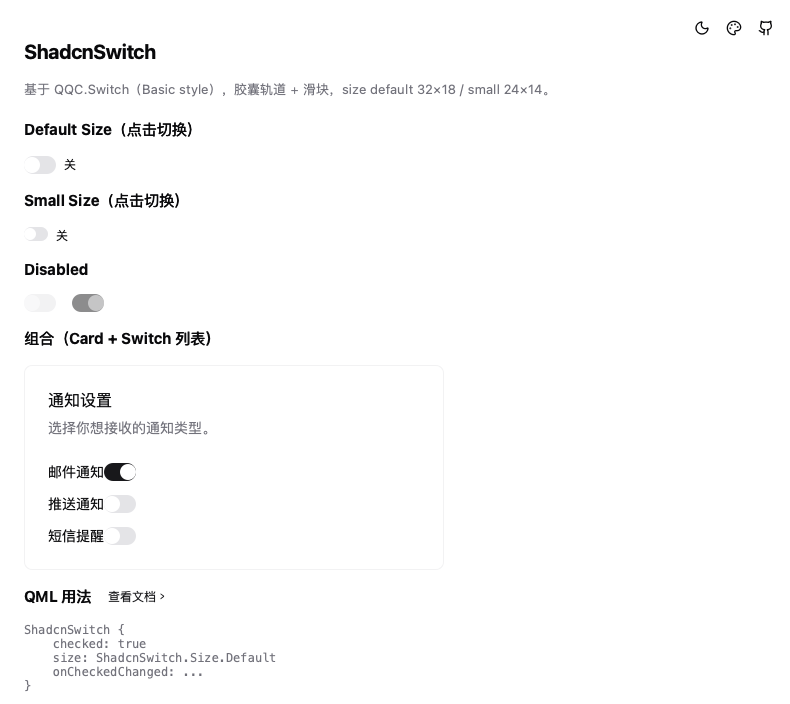 ShadcnSwitch
基于 QQC.Switch（Basic style），胶囊轨道 + 滑块，size default 32×18 / small 24×14。
Default Size（点击切换）
关
Small Size（点击切换）
关
Disabled
组合（Card + Switch 列表）
通知设置
选择你想接收的通知类型。
邮件通知
推送通知
短信提醒
QML 用法 查看文档 ›
ShadcnSwitch {
    checked: true
    size: ShadcnSwitch.Size.Default
    onCheckedChanged: ...
}